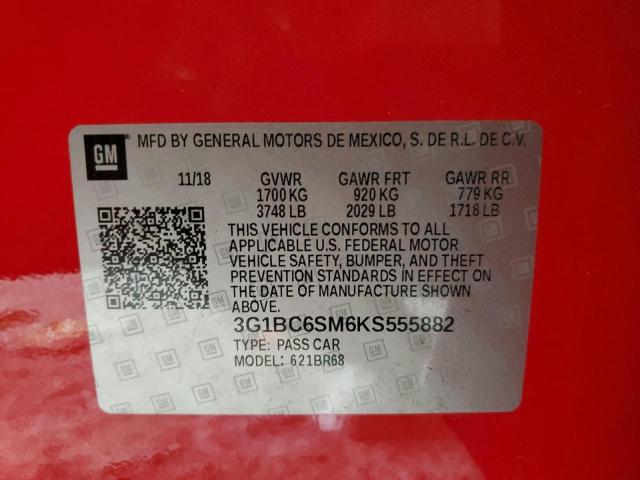 GM
MFD BY GENERAL MOTORS DE MEXICO, S. DE R.L. DE C.V.
11/18 GVWR GAWR FRT GAWR RR
1700 KG 920 KG 779 KG
3748 LB 2029 LB 1718 LB
THIS VEHICLE CONFORMS TO ALL
APPLICABLE U.S. FEDERAL MOTOR
VEHICLE SAFETY, BUMPER, AND THEFT
PREVENTION STANDARDS IN EFFECT ON
THE DATE OF MANUFACTURE SHOWN
ABOVE.
3G1BC6SM6KS555882
TYPE: PASS CAR
MODEL: 621BR68